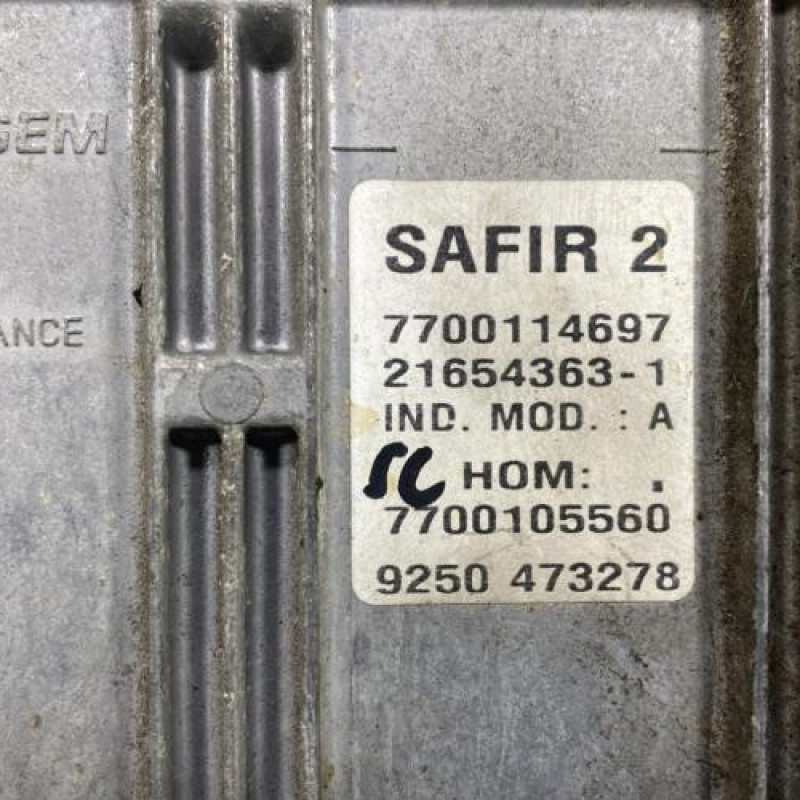 GEM
ANCE
SAFIR 2
7700114697
21654363-1
IND. MOD. : A
SC HOM: .
7700105560
9250 473278